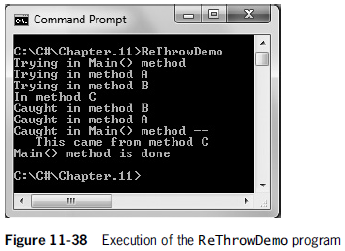 Command Prompt
C:\C#\Chapter.11>ReThrowDemo
Trying in Main() method
Trying in method A
Trying in method B
In method C
Caught in method B
Caught in method A
Caught in Main() method --
This came from method C
Main() method is done
C:\C#\Chapter.11>
Figure 11-38 Execution of the ReThrowDemo program